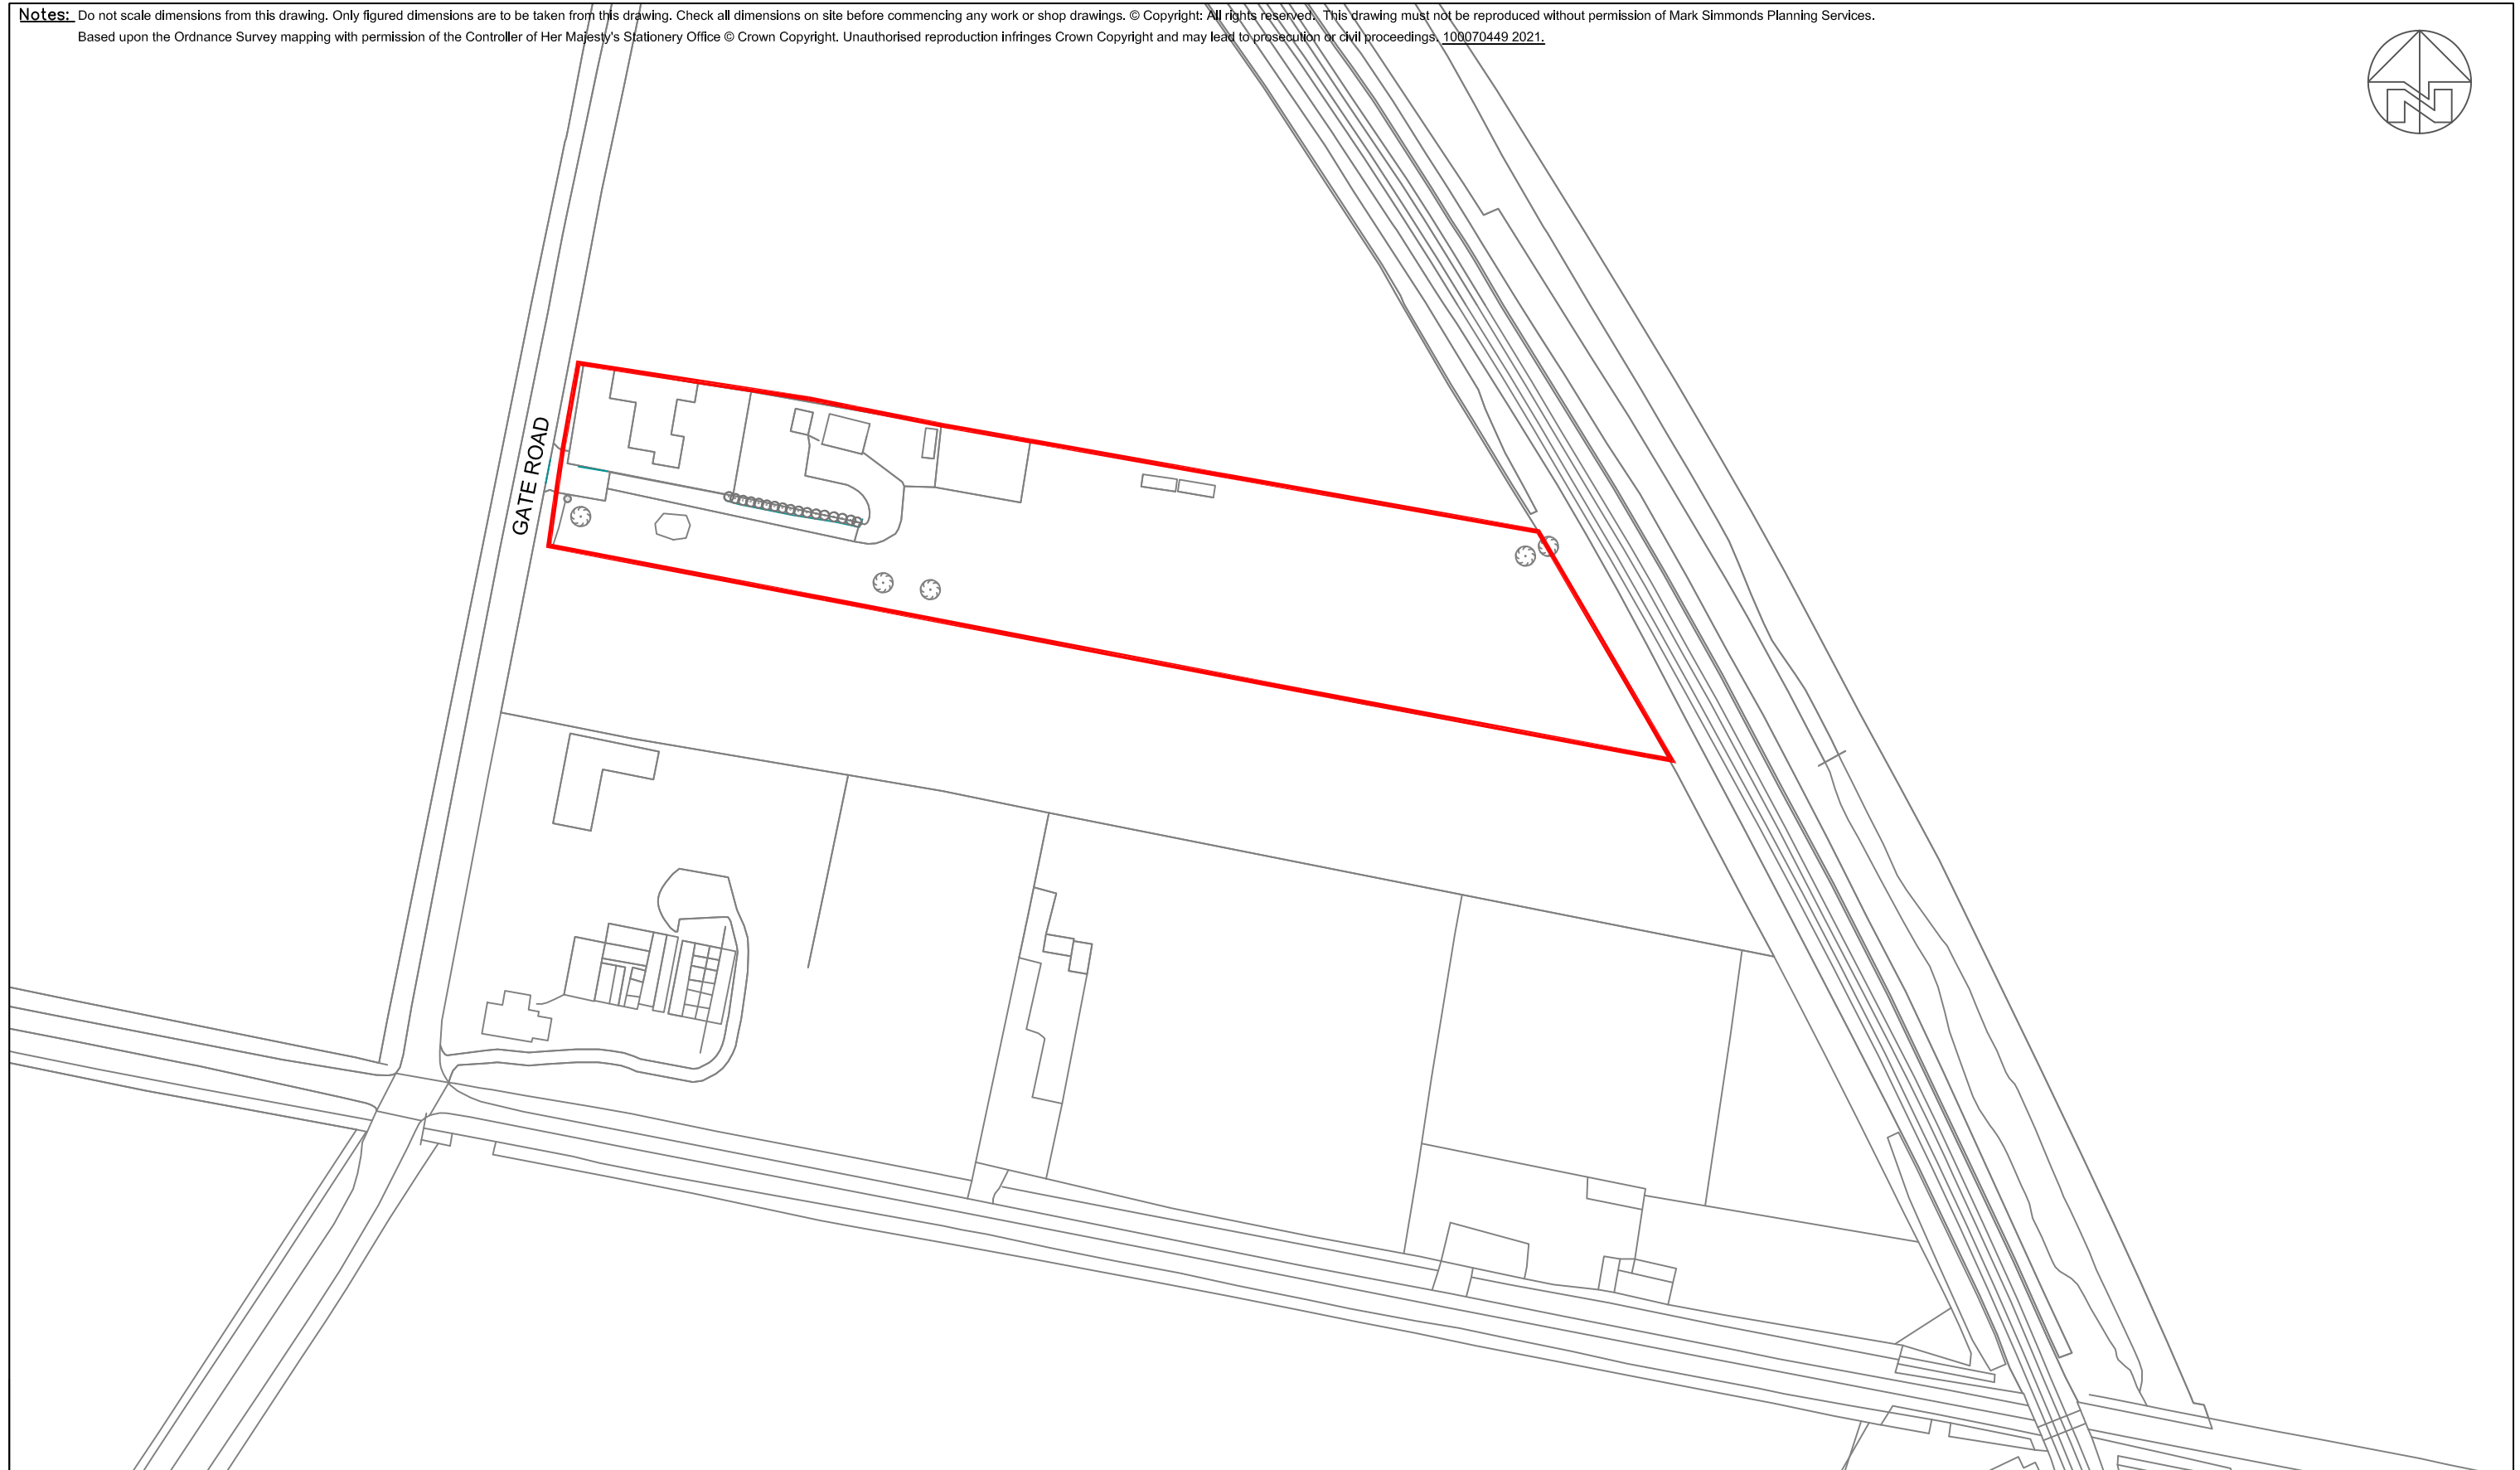 Notes: Do not scale dimensions from this drawing. Only figured dimensions are to be taken from this drawing. Check all dimensions on site before commencing any work or shop drawings. © Copyright: All rights reserved. This drawing must not be reproduced without permission of Mark Simmonds Planning Services.
Based upon the Ordnance Survey mapping with permission of the Controller of Her Majesty's Stationery Office © Crown Copyright. Unauthorised reproduction infringes Crown Copyright and may lead to prosecution or civil proceedings. 100070449 2021.
N
GATE ROAD